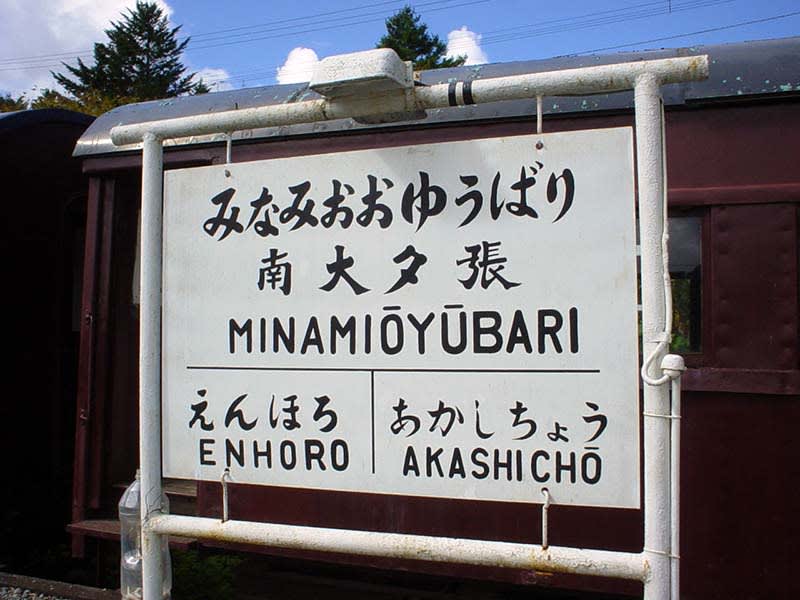 みなみおおゆうばり
南大夕張
MINAMIŌYŪBARI
えんほろ
ENHORO
あかしちょう
AKASHICHŌ